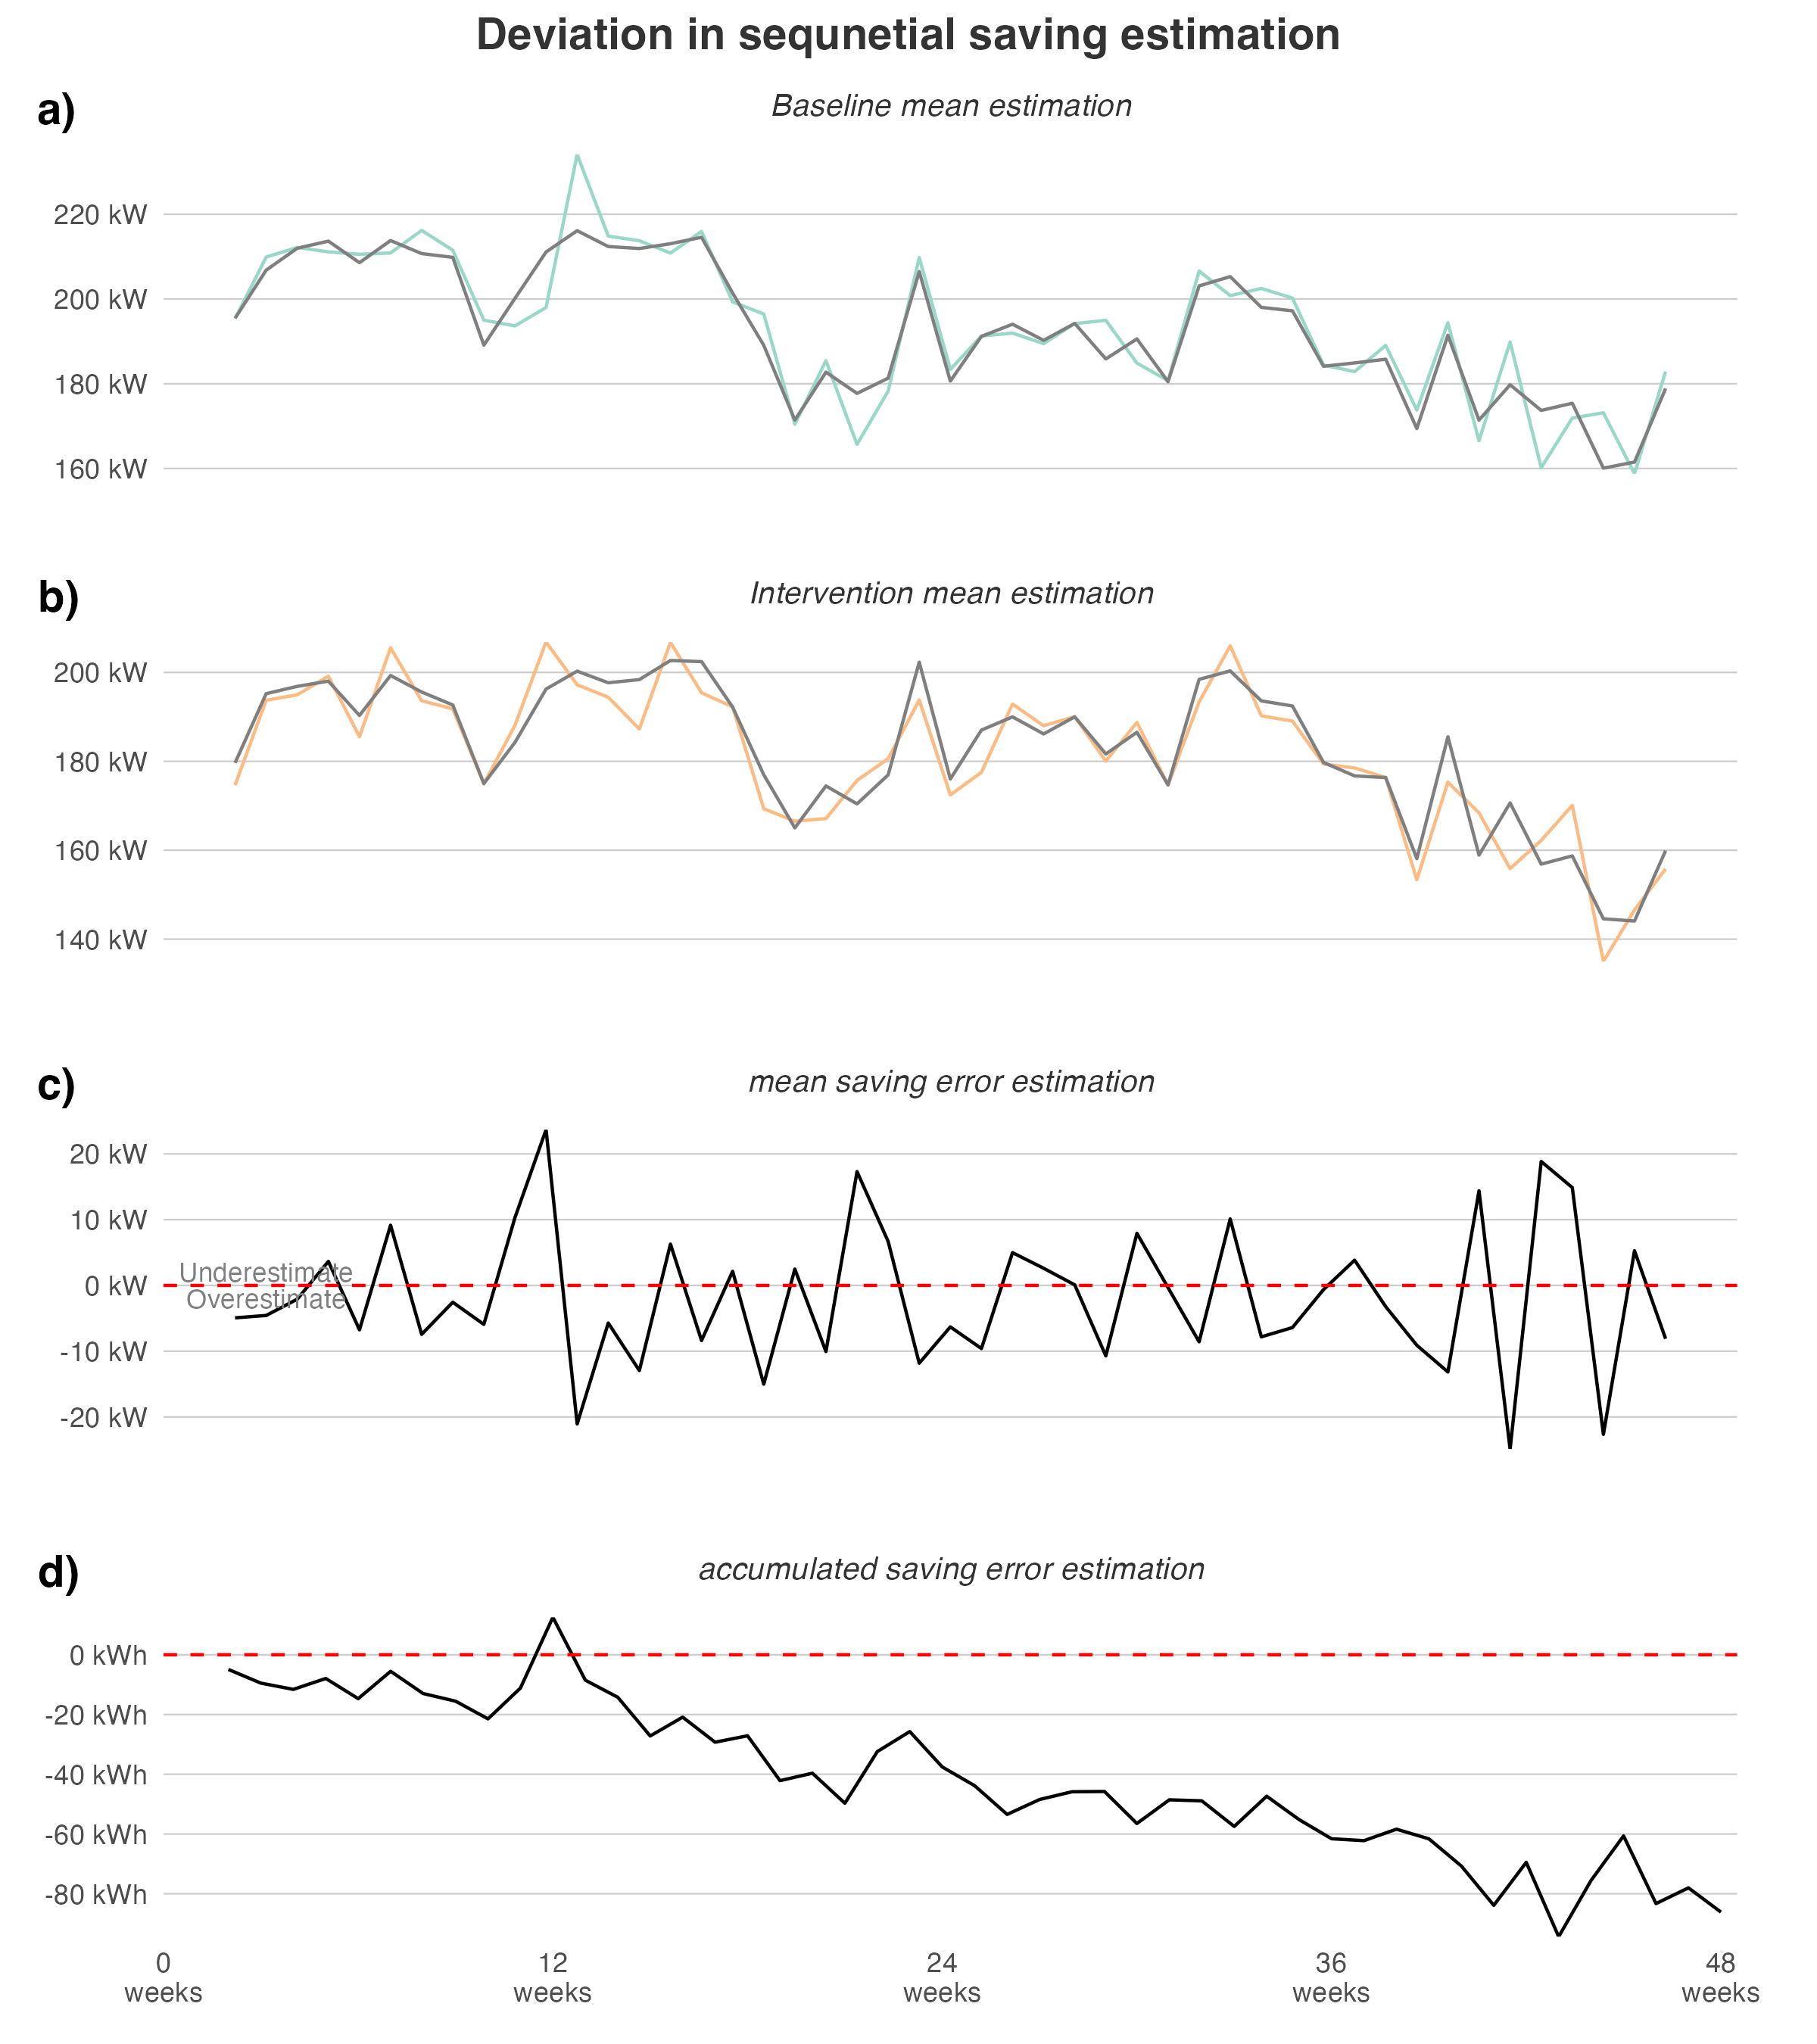 Deviation in sequnetial saving estimation
a)
Baseline mean estimation
220 kW
200 kW
180 kW
160 kW
b)
Intervention mean estimation
200 kW
180 kW
160 kW
140 kW
c)
mean saving error estimation
20 kW
10 kW
Underestimate
0 kW
Overestimate
-10 kW
-20 kW
d)
accumulated saving error estimation
0 kWh
-20 kWh
-40 kWh
-60 kWh
-80 kWh
0 12 24 36 48
weeks weeks weeks weeks weeks